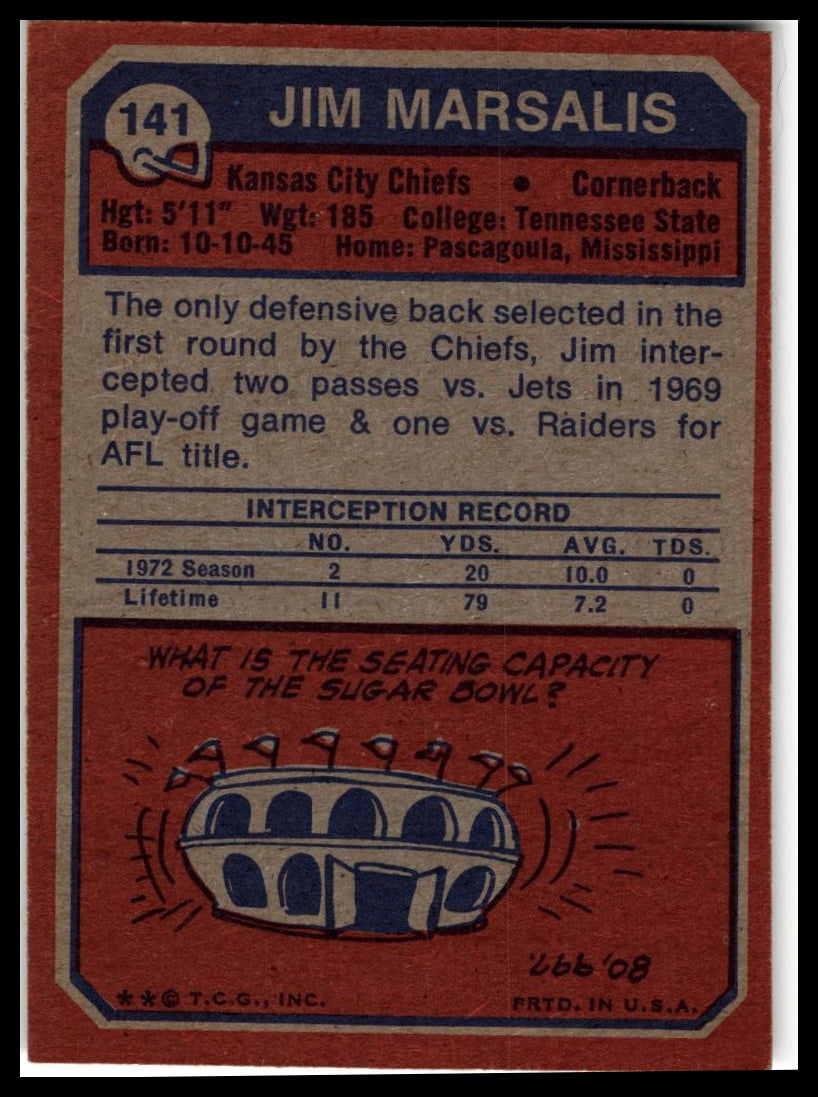 141
JIM MARSALIS
Kansas City Chiefs • Cornerback
Hgt: 5'11" Wgt: 185 College: Tennessee State
Born: 10-10-45 Home: Pascagoula, Mississippi
The only defensive back selected in the
first round by the Chiefs, Jim inter-
cepted two passes vs. Jets in 1969
play-off game & one vs. Raiders for
AFL title.
INTERCEPTION RECORD
NO. YDS. AVG. TDS.
1972 Season 2 20 10.0 0
Lifetime 11 79 7.2 0
WHAT IS THE SEATING CAPACITY
OF THE SUGAR BOWL?
80,997.
**© T.C.G., INC. PRTD. IN U.S.A.